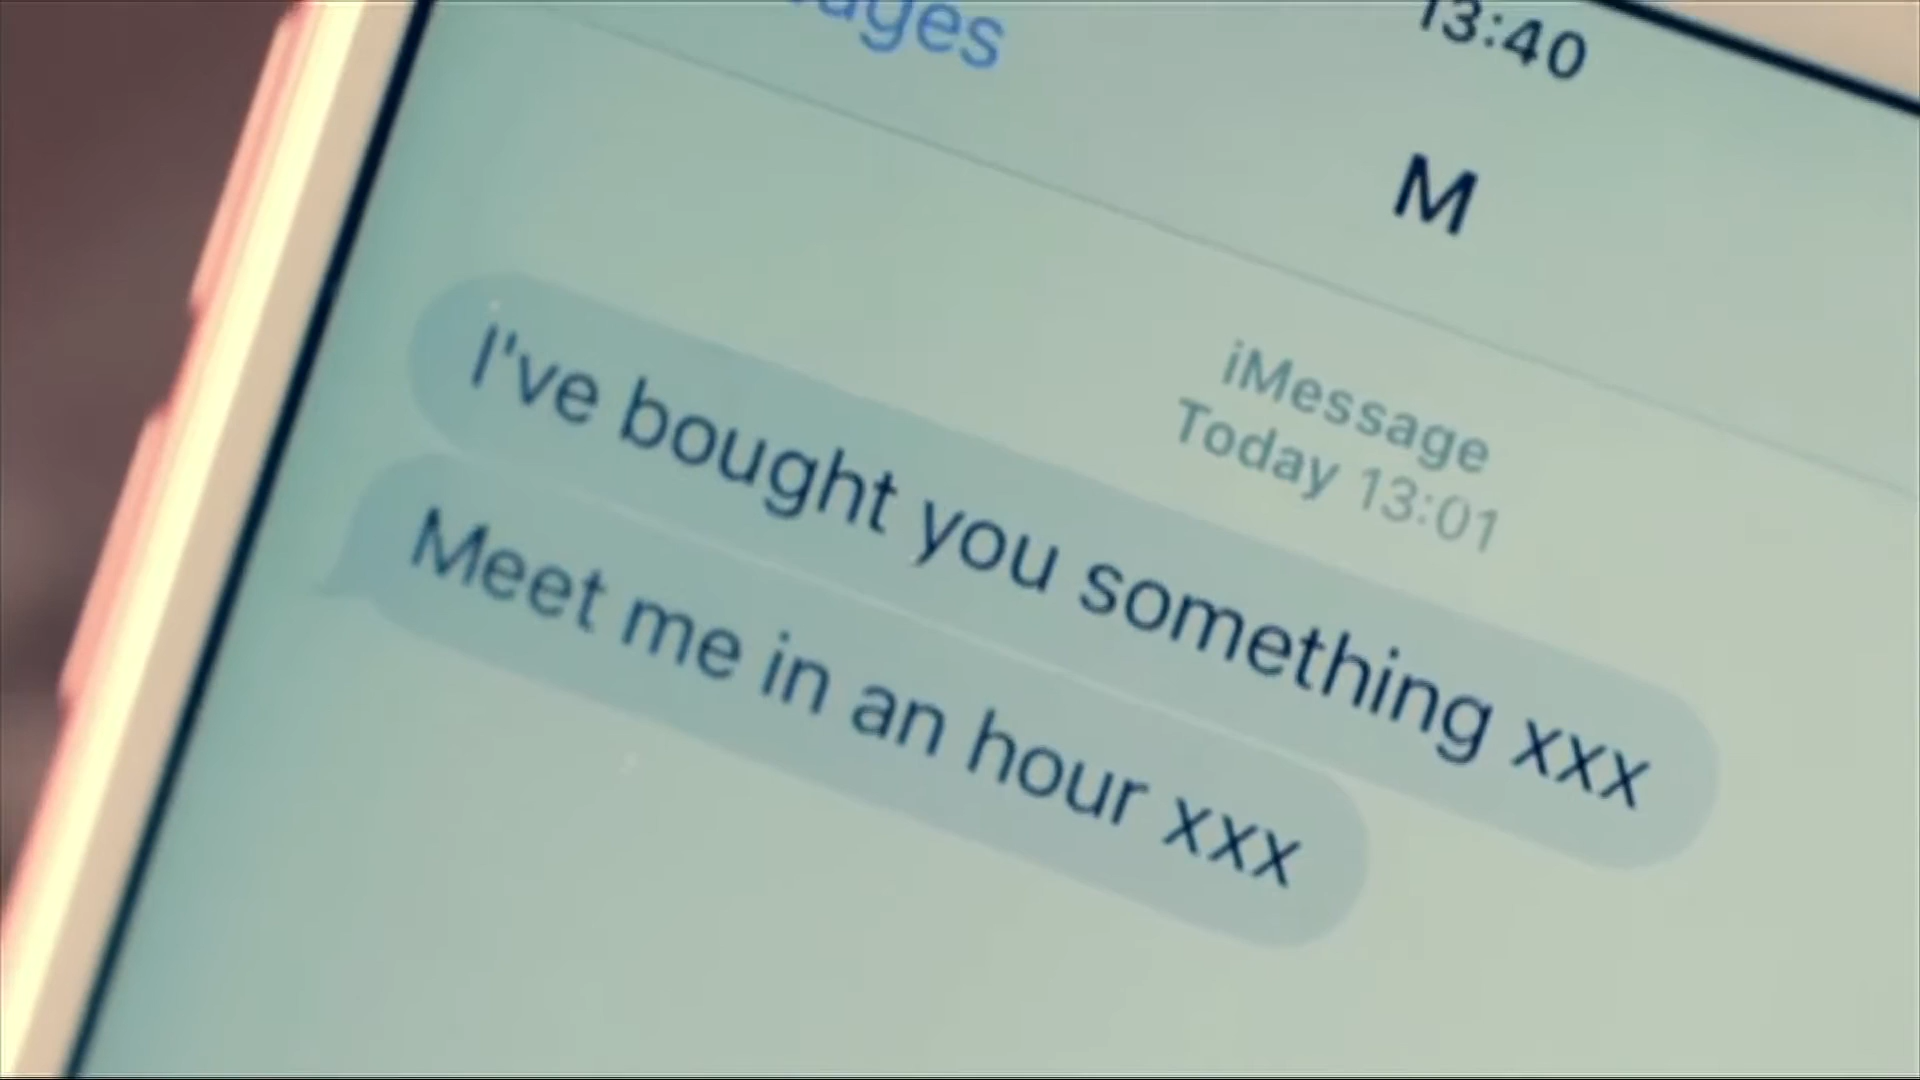 13:40
M
iMessage
Today 13:01
I've bought you something xxx
Meet me in an hour xxx